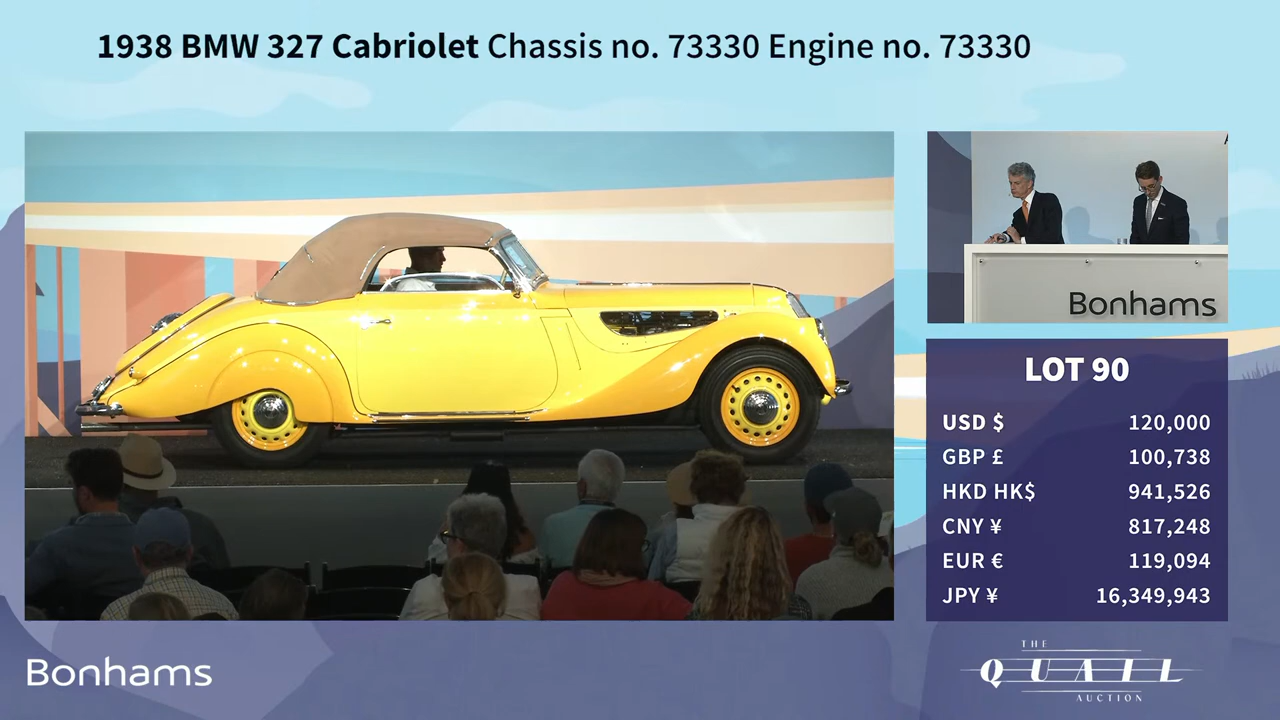 1938 BMW 327 Cabriolet Chassis no. 73330 Engine no. 73330
Bonhams
LOT 90
USD $ 120,000
GBP £ 100,738
HKD HK$ 941,526
CNY ¥ 817,248
EUR € 119,094
JPY ¥ 16,349,943
Bonhams
THE
QUAIL
AUCTION